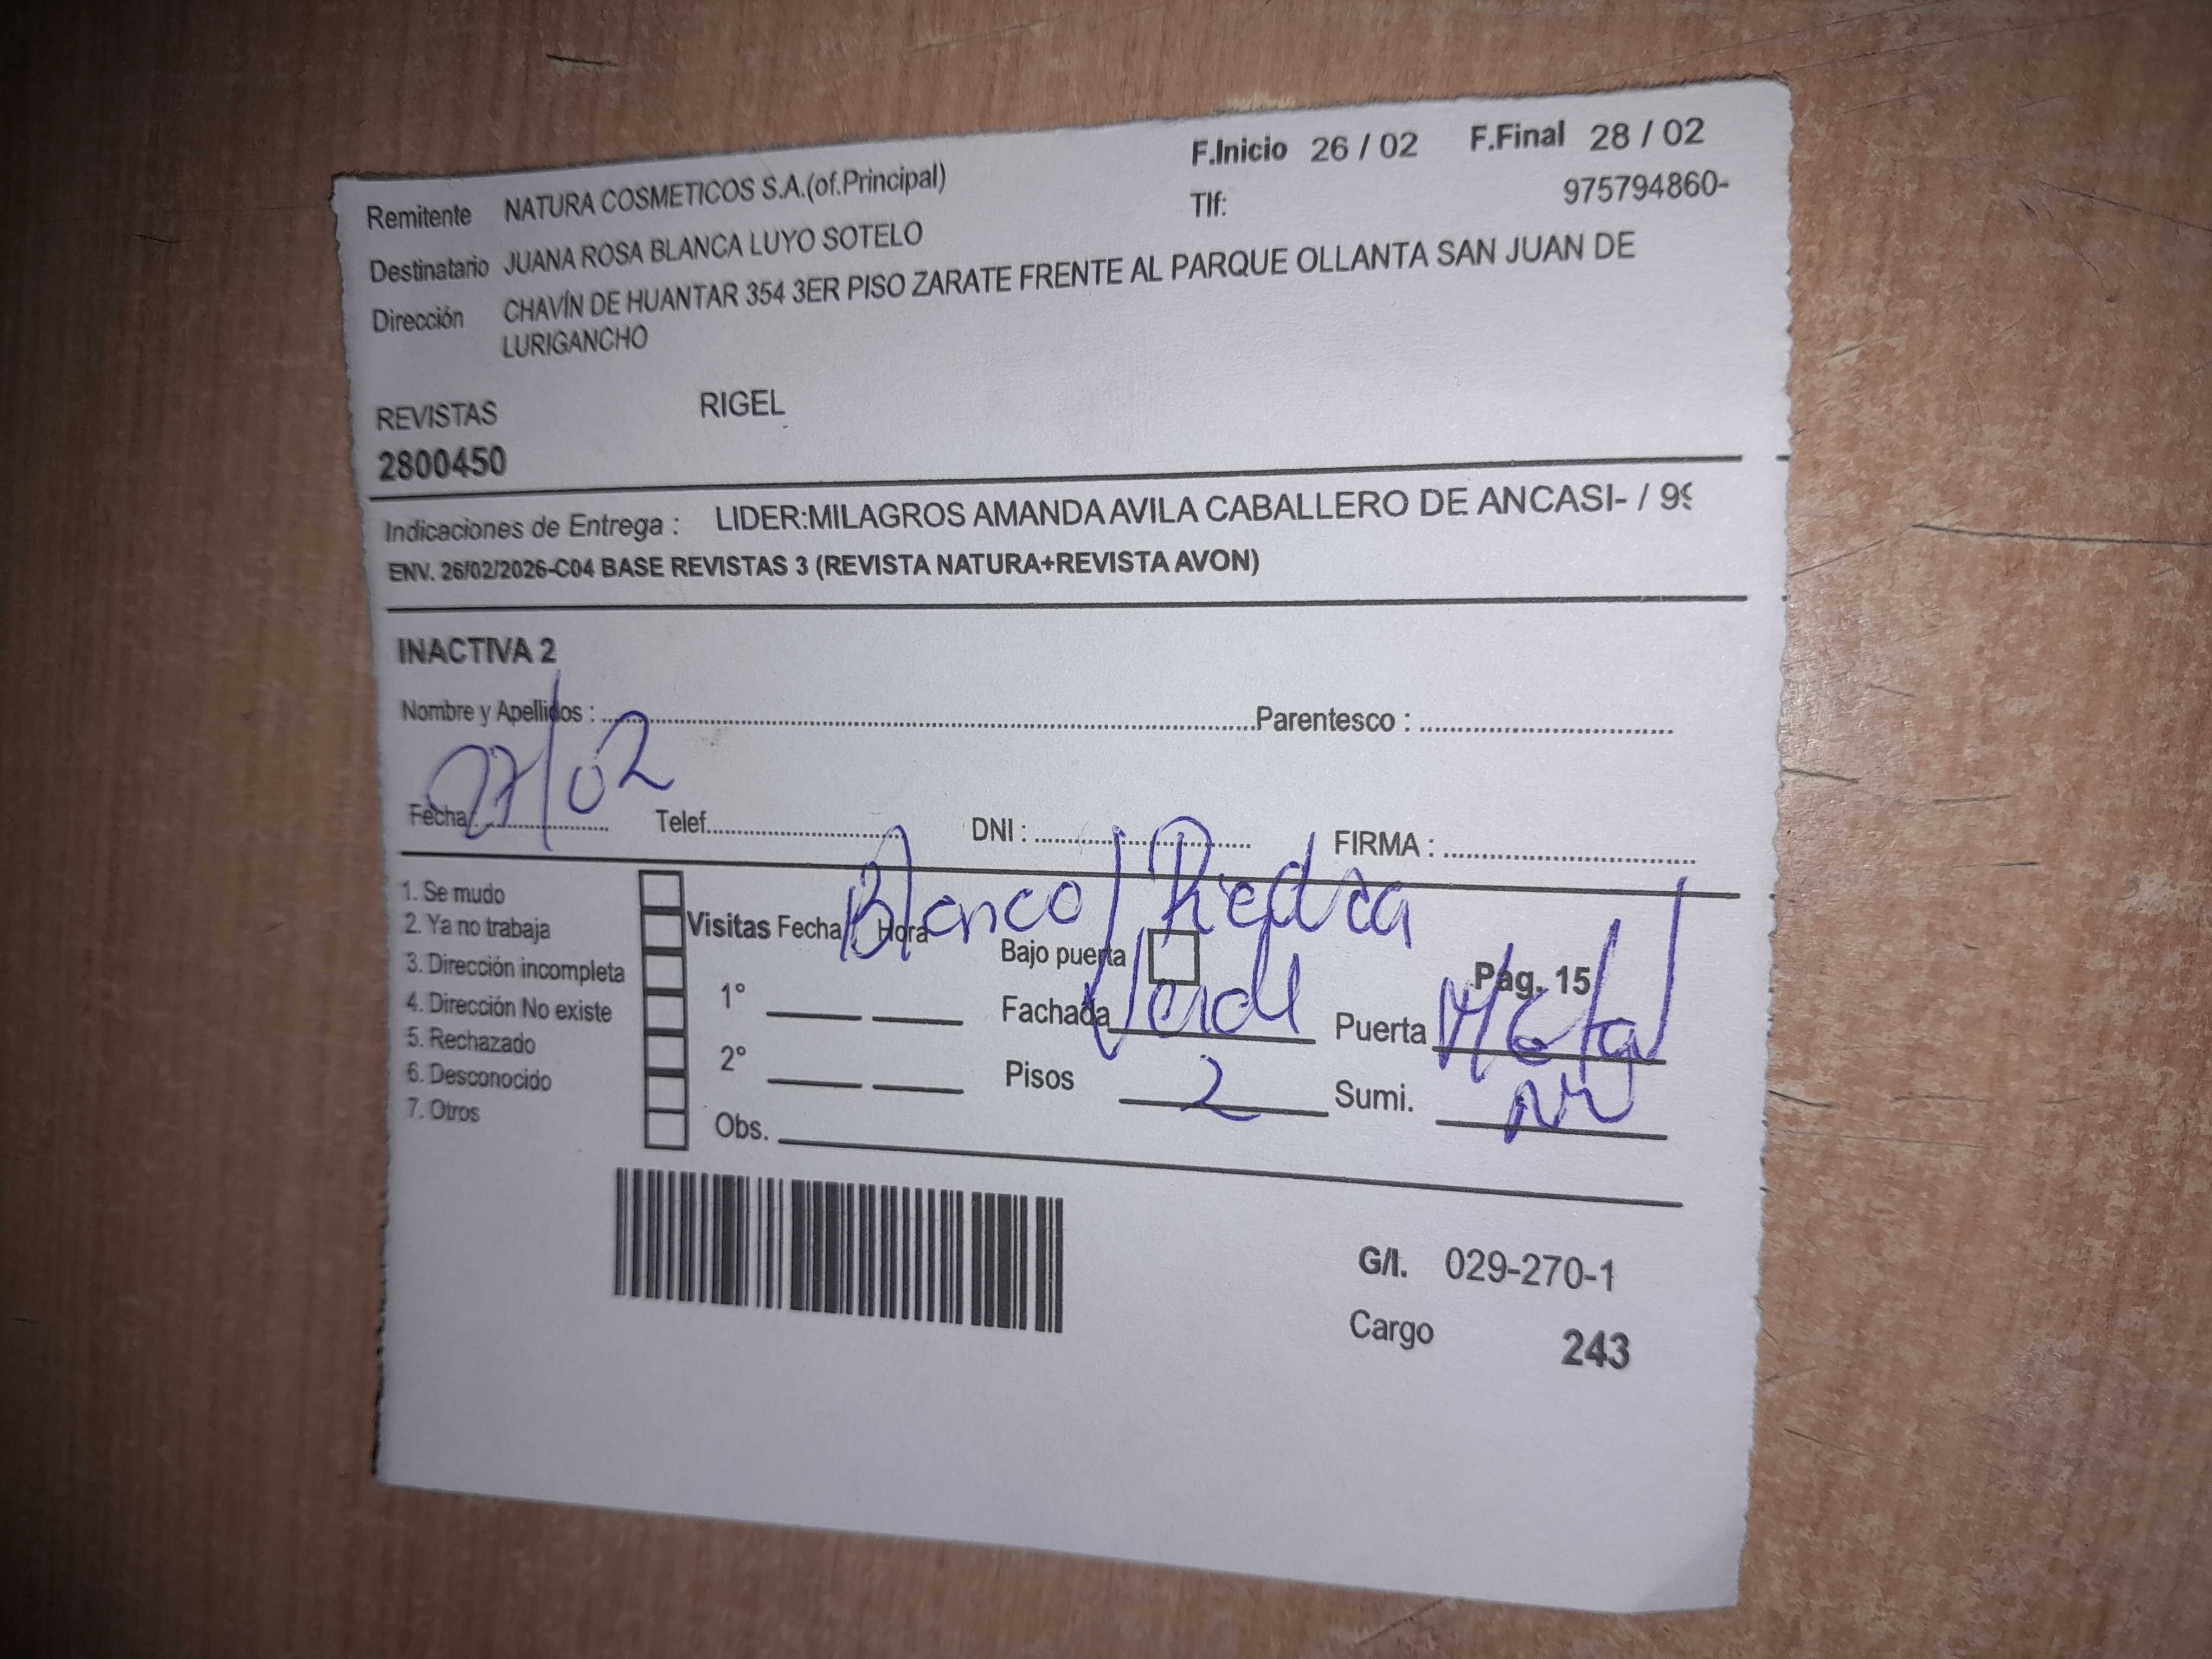 F.Inicio 26 / 02 F.Final 28 / 02
Remitente NATURA COSMETICOS S.A.(of.Principal) Tlf: 975794860-
Destinatario JUANA ROSA BLANCA LUYO SOTELO
Dirección CHAVÍN DE HUANTAR 354 3ER PISO ZARATE FRENTE AL PARQUE OLLANTA SAN JUAN DE
LURIGANCHO
REVISTAS RIGEL
2800450
Indicaciones de Entrega : LIDER:MILAGROS AMANDA AVILA CABALLERO DE ANCASI- / 99
ENV. 26/02/2026-C04 BASE REVISTAS 3 (REVISTA NATURA+REVISTA AVON)
INACTIVA 2
Nombre y Apellidos : Parentesco :
Fecha: 27/02 Telef. DNI : FIRMA :
Blanco/Piedra
1. Se mudo
2. Ya no trabaja
3. Dirección incompleta
4. Dirección No existe
5. Rechazado
6. Desconocido
7. Otros
Visitas Fecha / Hora
1°
2°
Obs.
Bajo puerta Pag. 15
Fachada Verde Puerta Metal
Pisos 2 Sumi.
G/I. 029-270-1
Cargo 243